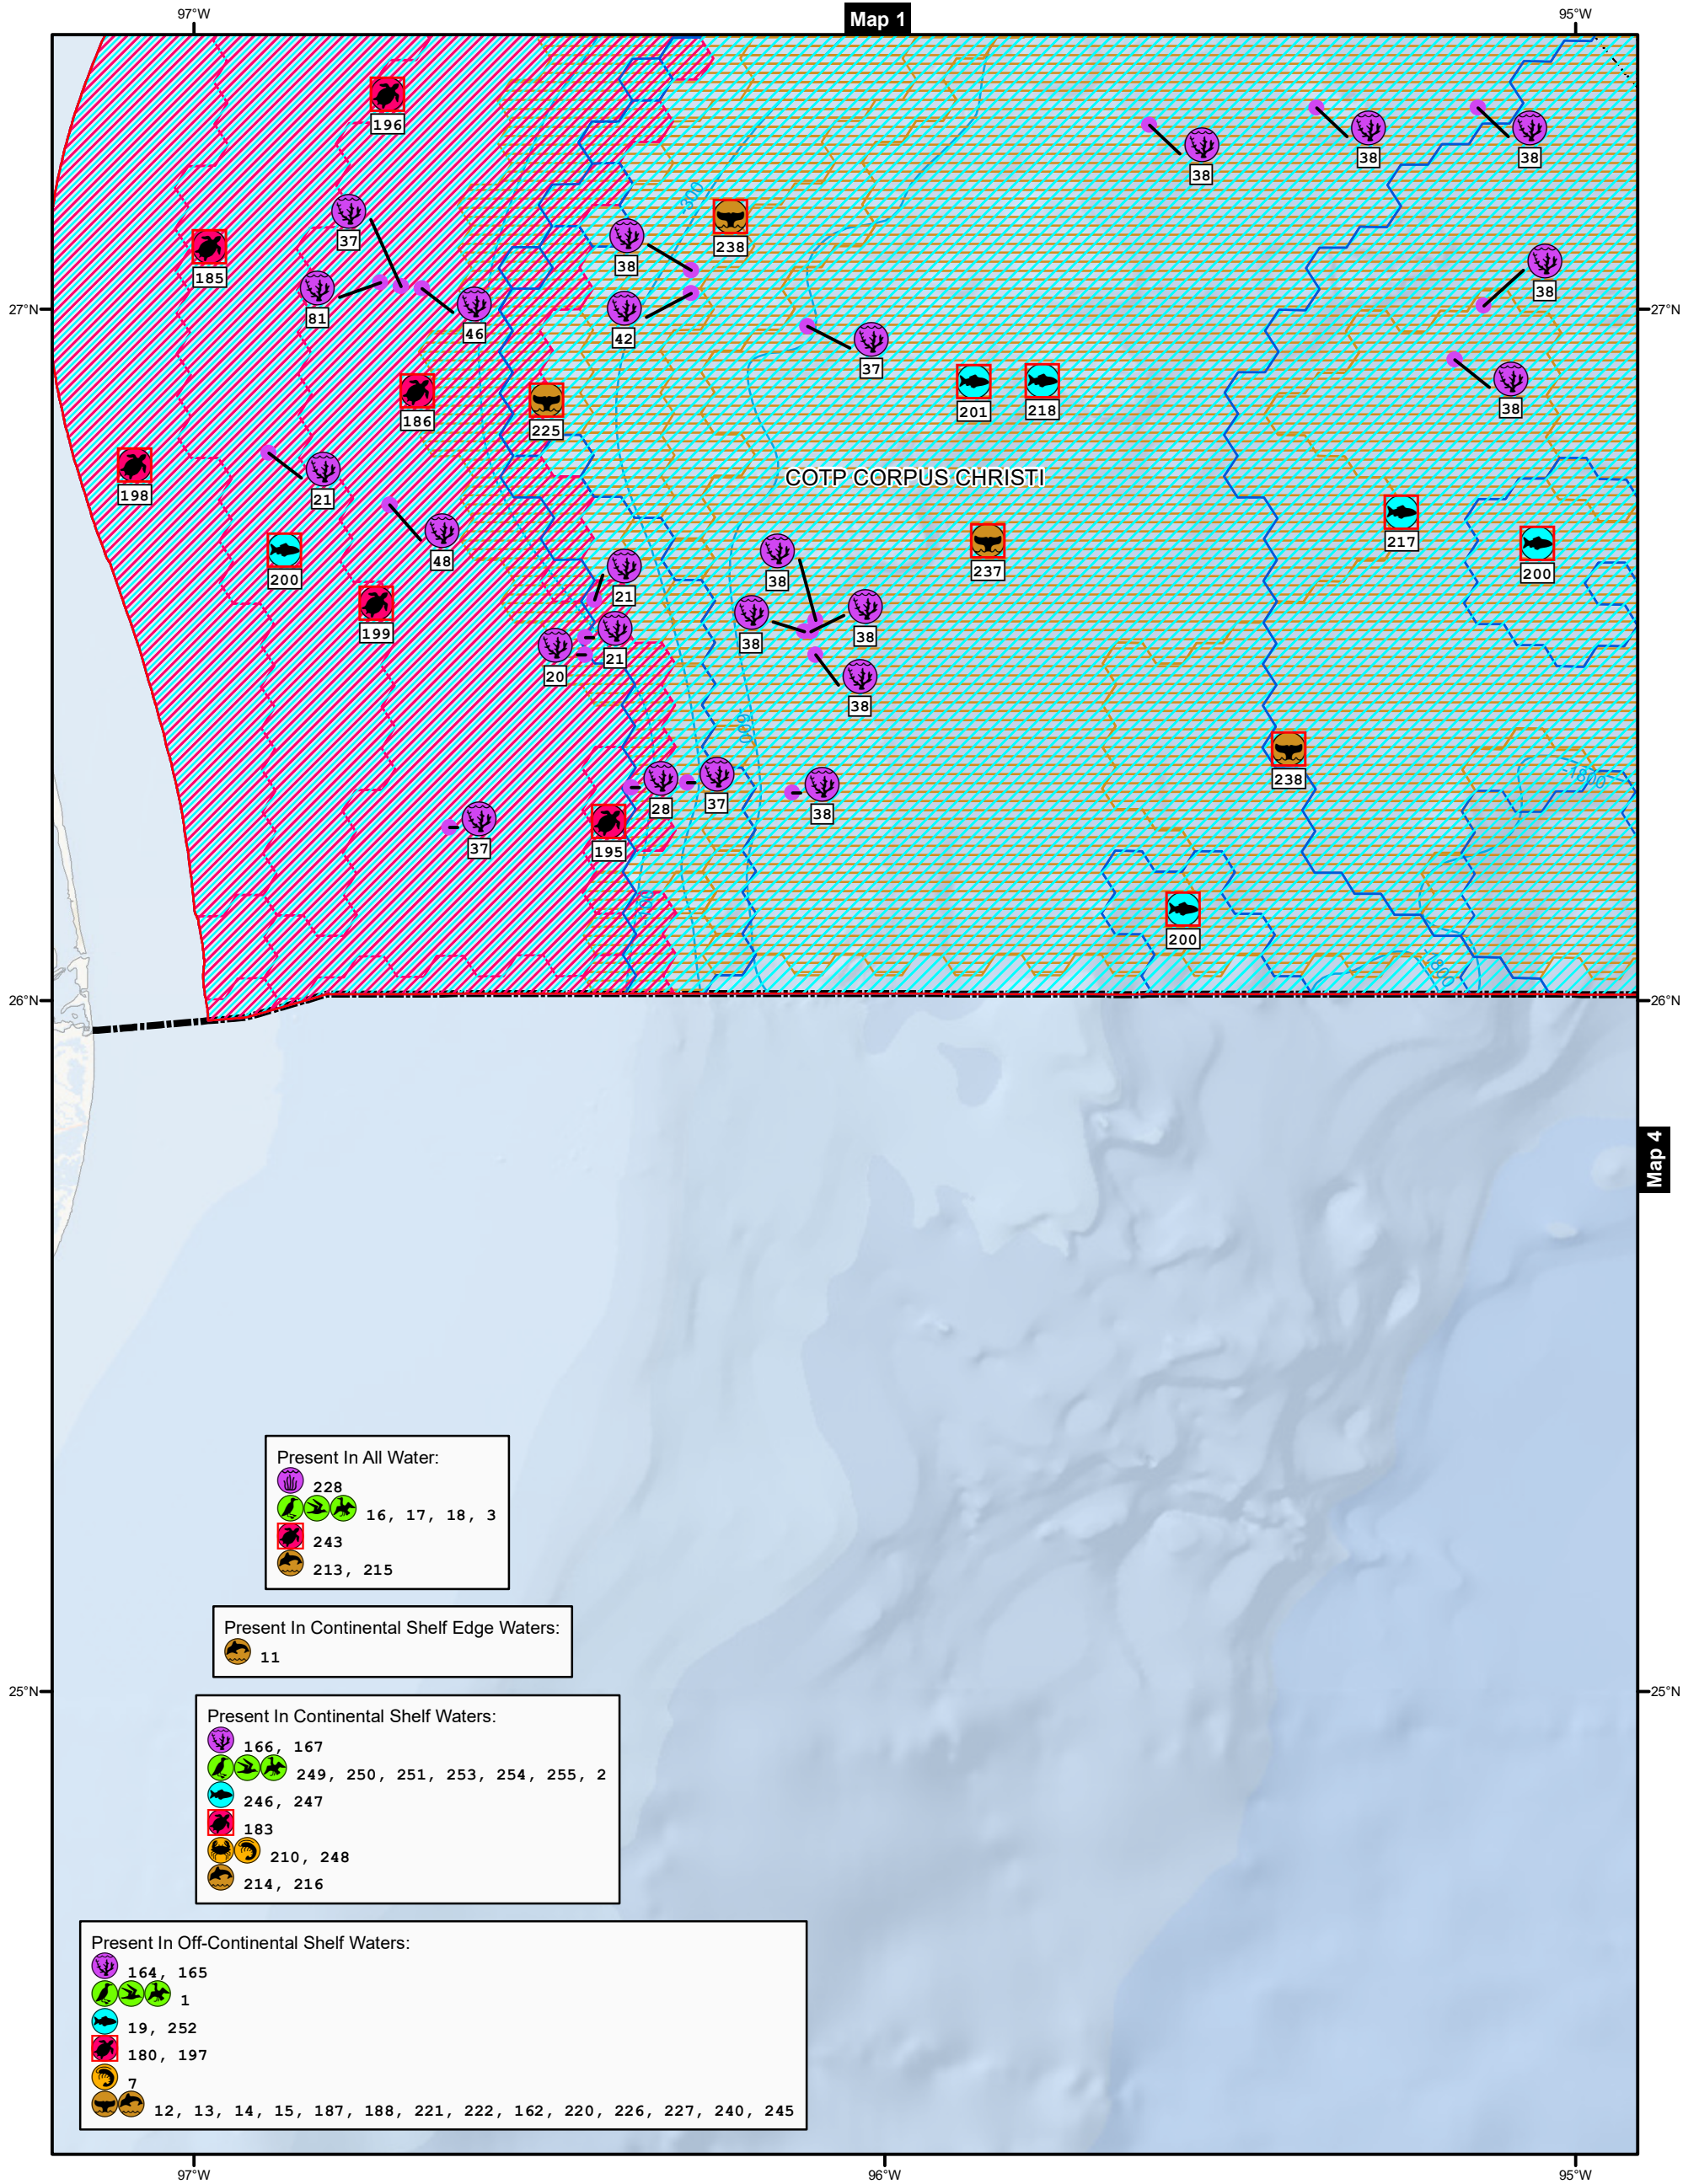 Map 1
97°W
95°W
196
38
38
38
37
-300
238
185
38
38
81
46
42
27°N
27°N
37
38
186
201
218
225
COTP CORPUS CHRISTI
198
21
217
48
237
200
200
38
21
199
38
38
21
20
38
-600
238
-1800
28
37
38
37
195
200
-1800
26°N
26°N
Map 4
Present In All Water:
228
16, 17, 18, 3
243
213, 215
Present In Continental Shelf Edge Waters:
11
25°N
25°N
Present In Continental Shelf Waters:
166, 167
249, 250, 251, 253, 254, 255, 2
246, 247
183
210, 248
214, 216
Present In Off-Continental Shelf Waters:
164, 165
1
19, 252
180, 197
7
12, 13, 14, 15, 187, 188, 221, 222, 162, 220, 226, 227, 240, 245
97°W
96°W
95°W